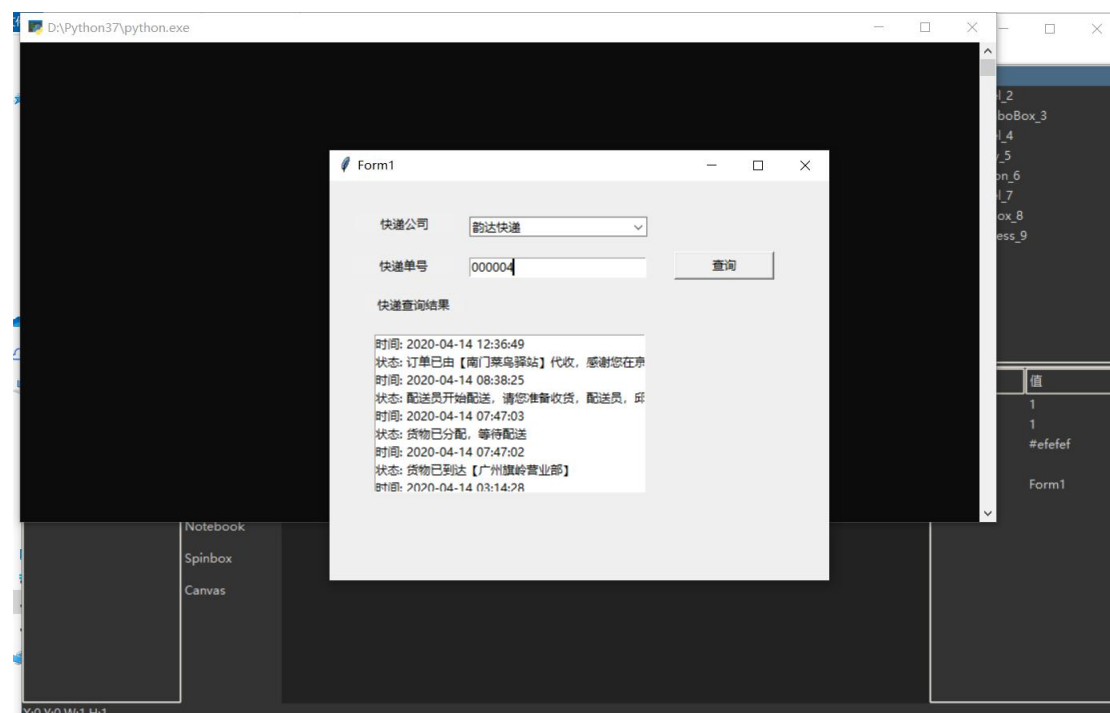 D:\Python37\python.exe
el_2
boBox_3
el_4
y_5
on_6
el_7
ox_8
ess_9
Form1
快递公司
韵达快递
快递单号
000004
查询
快递查询结果
时间: 2020-04-14 12:36:49
状态: 订单已由【南门菜鸟驿站】代收，感谢您在京
时间: 2020-04-14 08:38:25
状态: 配送员开始配送，请您准备收货，配送员，邱
时间: 2020-04-14 07:47:03
状态: 货物已分配，等待配送
时间: 2020-04-14 07:47:02
状态: 货物已到达【广州旗岭营业部】
时间: 2020-04-14 03:14:28
值
1
1
#efefef
Form1
Notebook
Spinbox
Canvas
X:0 Y:0 W:1 H:1